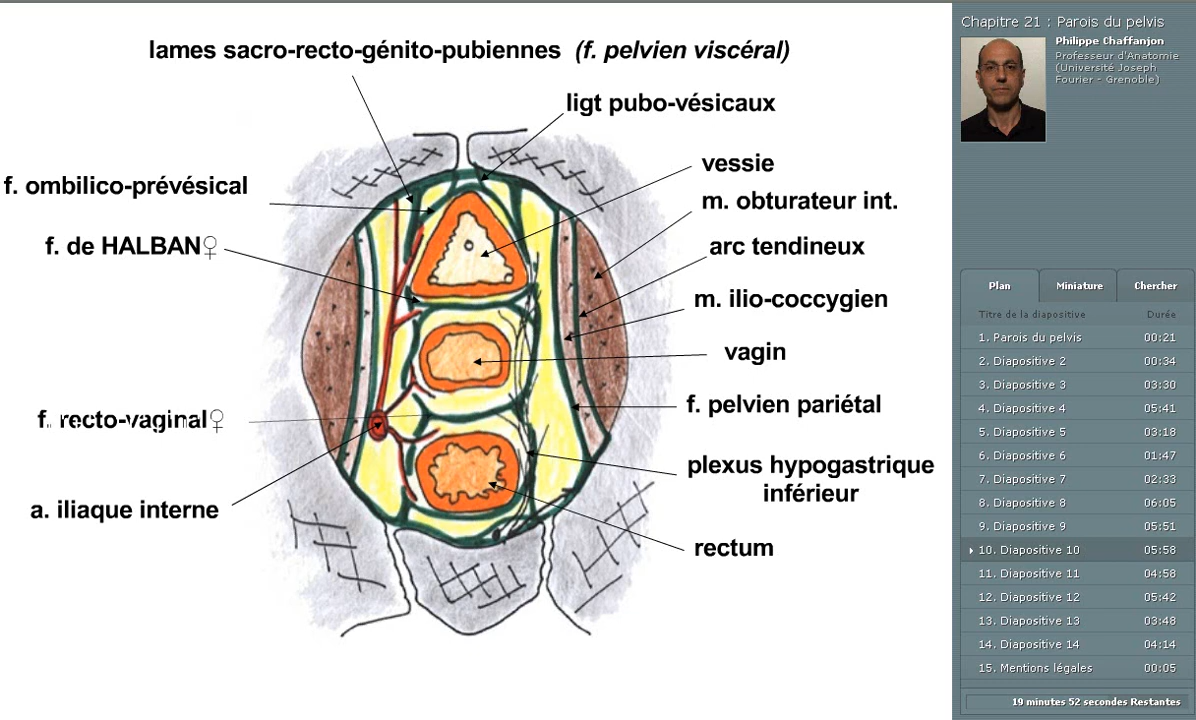 lames sacro-recto-génito-pubiennes (f. pelvien viscéral)
ligt pubo-vésicaux
vessie
f. ombilico-prévésical
m. obturateur int.
f. de HALBAN♀
arc tendineux
m. ilio-coccygien
vagin
f. pelvien pariétal
f. recto-vaginal♀
plexus hypogastrique
inférieur
a. iliaque interne
rectum
Chapitre 21 : Parois du pelvis
Philippe Chaffanjon
Professeur d'Anatomie
(Université Joseph
Fourier - Grenoble)
Plan Miniature Chercher
Titre de la diapositive Durée
1. Parois du pelvis 00:21
2. Diapositive 2 00:34
3. Diapositive 3 03:30
4. Diapositive 4 05:41
5. Diapositive 5 03:18
6. Diapositive 6 01:47
7. Diapositive 7 02:33
8. Diapositive 8 06:05
9. Diapositive 9 05:51
10. Diapositive 10 05:58
11. Diapositive 11 04:58
12. Diapositive 12 05:42
13. Diapositive 13 03:48
14. Diapositive 14 04:14
15. Mentions légales 00:05
19 minutes 52 secondes Restantes